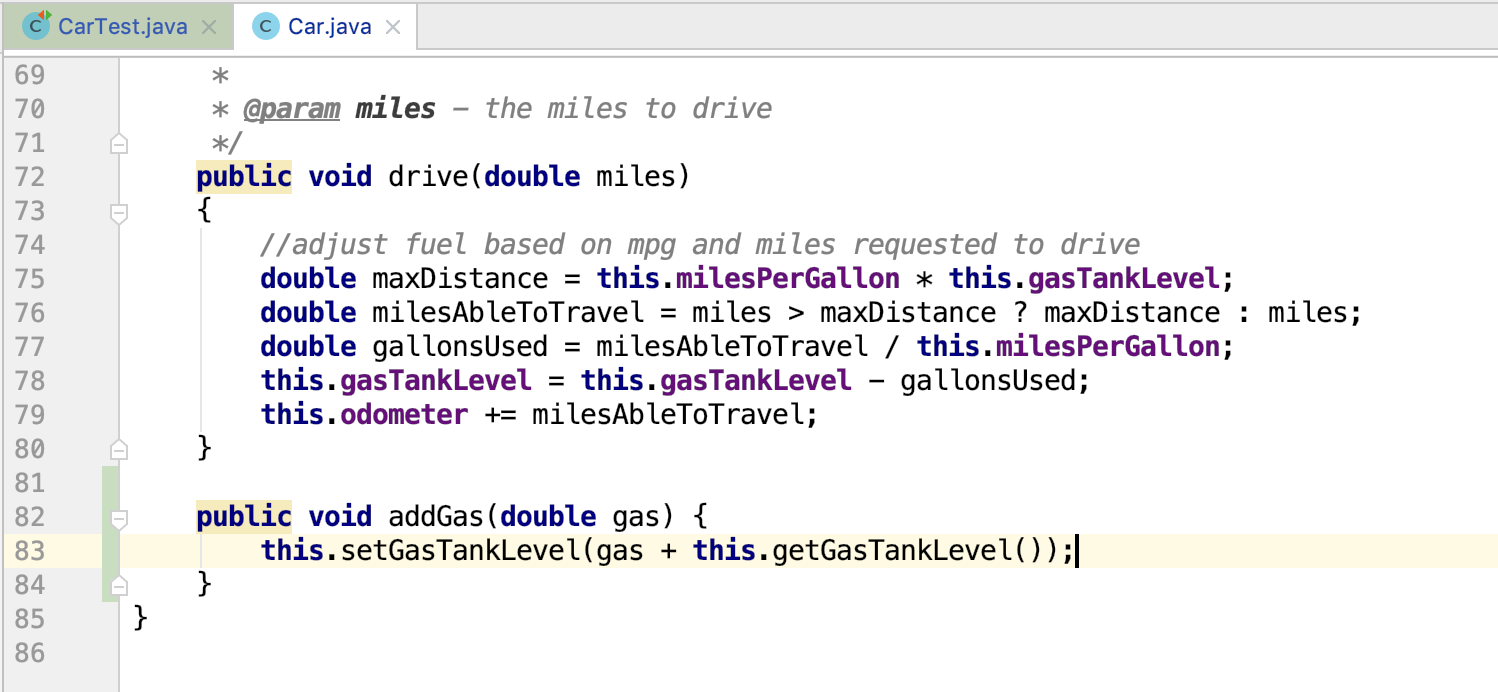 C CarTest.java × C Car.java ×
69 *
70 * @param miles – the miles to drive
71 */
72 public void drive(double miles)
73 {
74 //adjust fuel based on mpg and miles requested to drive
75 double maxDistance = this.milesPerGallon * this.gasTankLevel;
76 double milesAbleToTravel = miles > maxDistance ? maxDistance : miles;
77 double gallonsUsed = milesAbleToTravel / this.milesPerGallon;
78 this.gasTankLevel = this.gasTankLevel - gallonsUsed;
79 this.odometer += milesAbleToTravel;
80 }
81
82 public void addGas(double gas) {
83 this.setGasTankLevel(gas + this.getGasTankLevel());
84 }
85 }
86